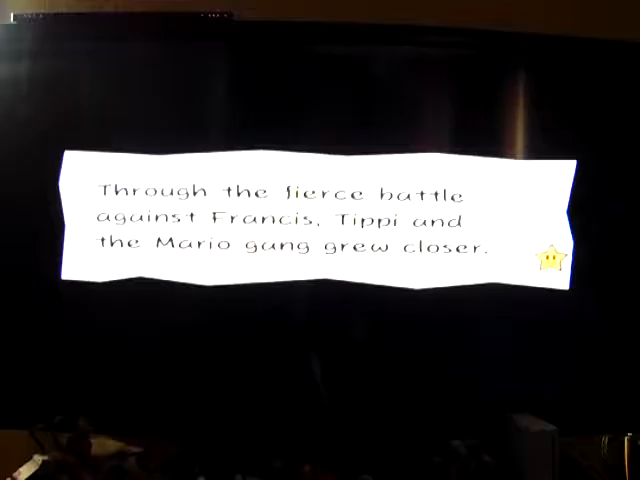 Through the fierce battle
against Francis, Tippi and
the Mario gang grew closer.